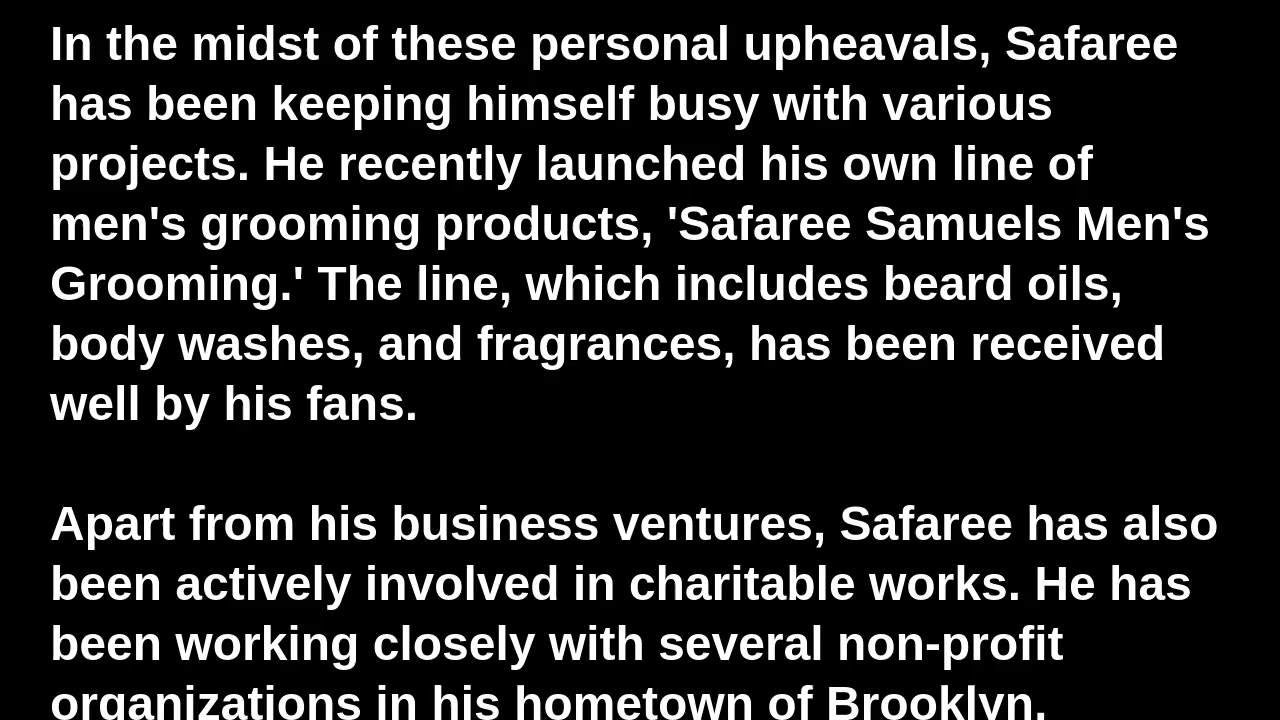 In the midst of these personal upheavals, Safaree
has been keeping himself busy with various
projects. He recently launched his own line of
men's grooming products, 'Safaree Samuels Men's
Grooming.' The line, which includes beard oils,
body washes, and fragrances, has been received
well by his fans.
Apart from his business ventures, Safaree has also
been actively involved in charitable works. He has
been working closely with several non-profit
organizations in his hometown of Brooklyn,